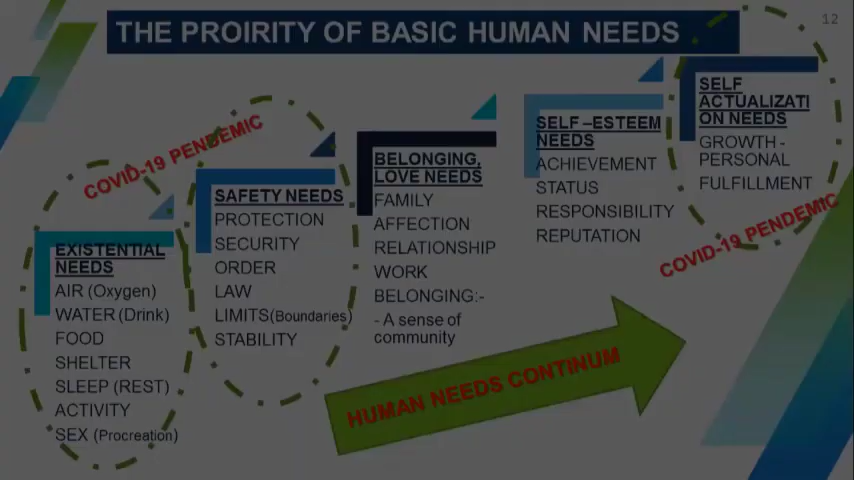 12
THE PROIRITY OF BASIC HUMAN NEEDS
COVID-19 PENDEMIC
EXISTENTIAL
NEEDS
AIR (Oxygen)
WATER (Drink)
FOOD
SHELTER
SLEEP (REST)
ACTIVITY
SEX (Procreation)
SAFETY NEEDS
PROTECTION
SECURITY
ORDER
LAW
LIMITS(Boundaries)
STABILITY
BELONGING,
LOVE NEEDS
FAMILY
AFFECTION
RELATIONSHIP
WORK
BELONGING:-
- A sense of
community
SELF –ESTEEM
NEEDS
ACHIEVEMENT
STATUS
RESPONSIBILITY
REPUTATION
SELF
ACTUALIZATI
ON NEEDS
GROWTH -
PERSONAL
FULFILLMENT
COVID-19 PENDEMIC
HUMAN NEEDS CONTINUM